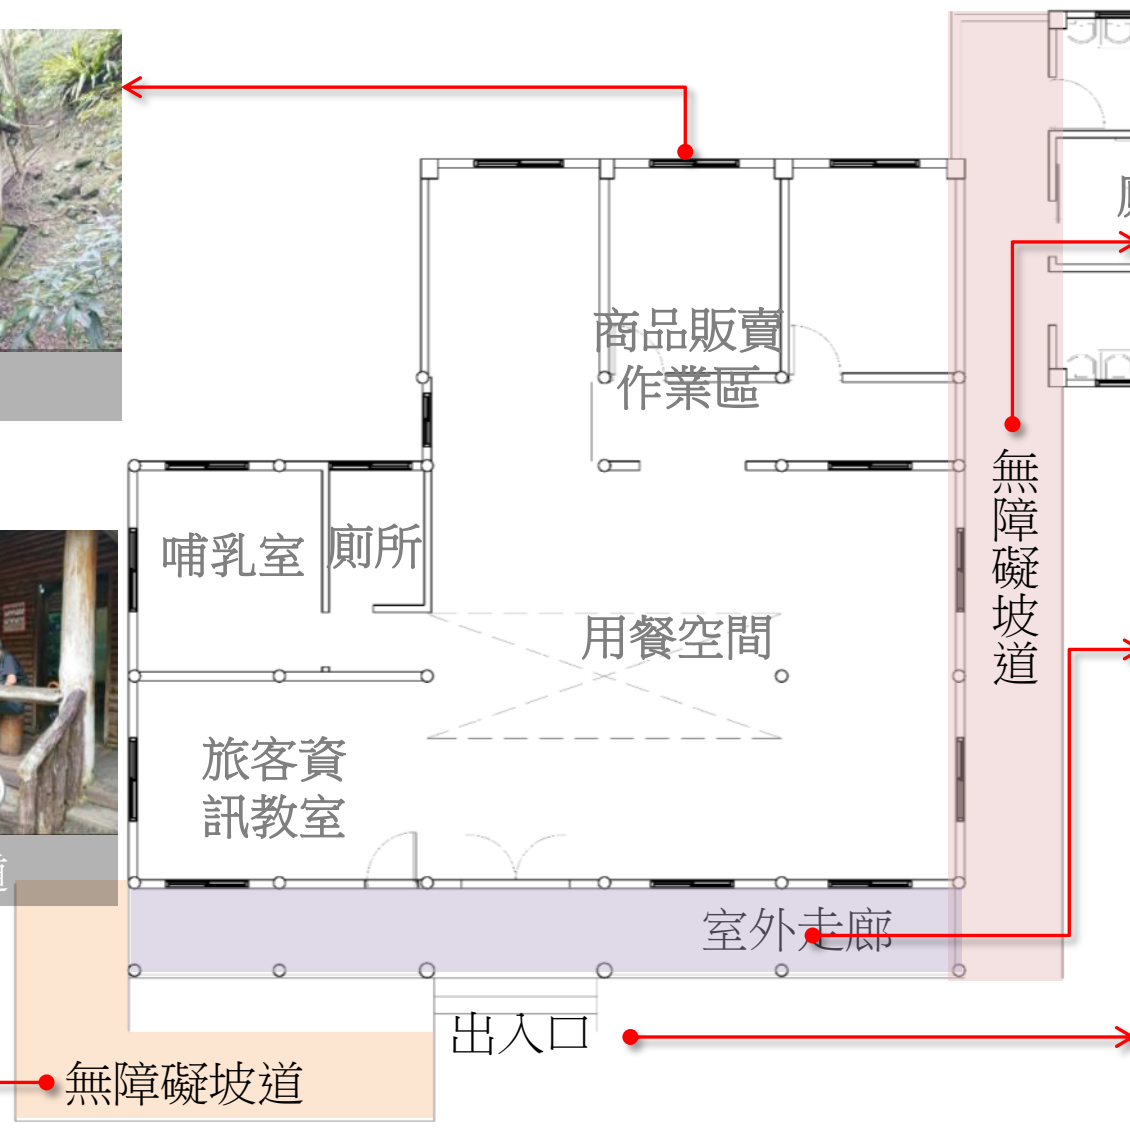 商品販賣
作業區
無障礙坡道
哺乳室
廁所
用餐空間
旅客資
訊教室
室外走廊
出入口
無障礙坡道